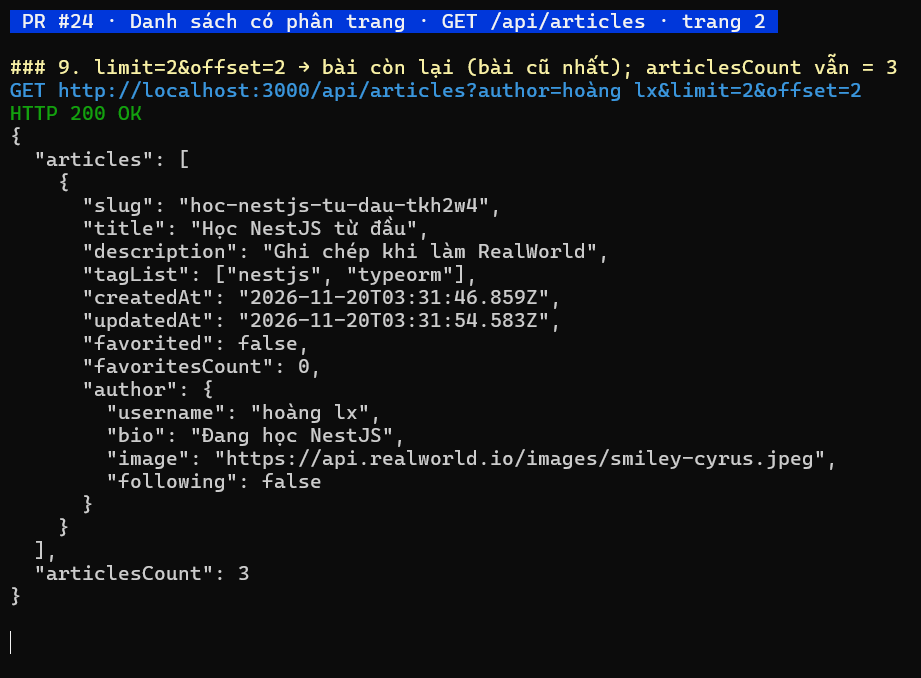 PR #24 · Danh sách có phân trang · GET /api/articles · trang 2
### 9. limit=2&offset=2 → bài còn lại (bài cũ nhất); articlesCount vẫn = 3
GET http://localhost:3000/api/articles?author=hoàng lx&limit=2&offset=2
HTTP 200 OK
{
  "articles": [
    {
      "slug": "hoc-nestjs-tu-dau-tkh2w4",
      "title": "Học NestJS từ đầu",
      "description": "Ghi chép khi làm RealWorld",
      "tagList": ["nestjs", "typeorm"],
      "createdAt": "2026-11-20T03:31:46.859Z",
      "updatedAt": "2026-11-20T03:31:54.583Z",
      "favorited": false,
      "favoritesCount": 0,
      "author": {
        "username": "hoàng lx",
        "bio": "Đang học NestJS",
        "image": "https://api.realworld.io/images/smiley-cyrus.jpeg",
        "following": false
      }
    }
  ],
  "articlesCount": 3
}